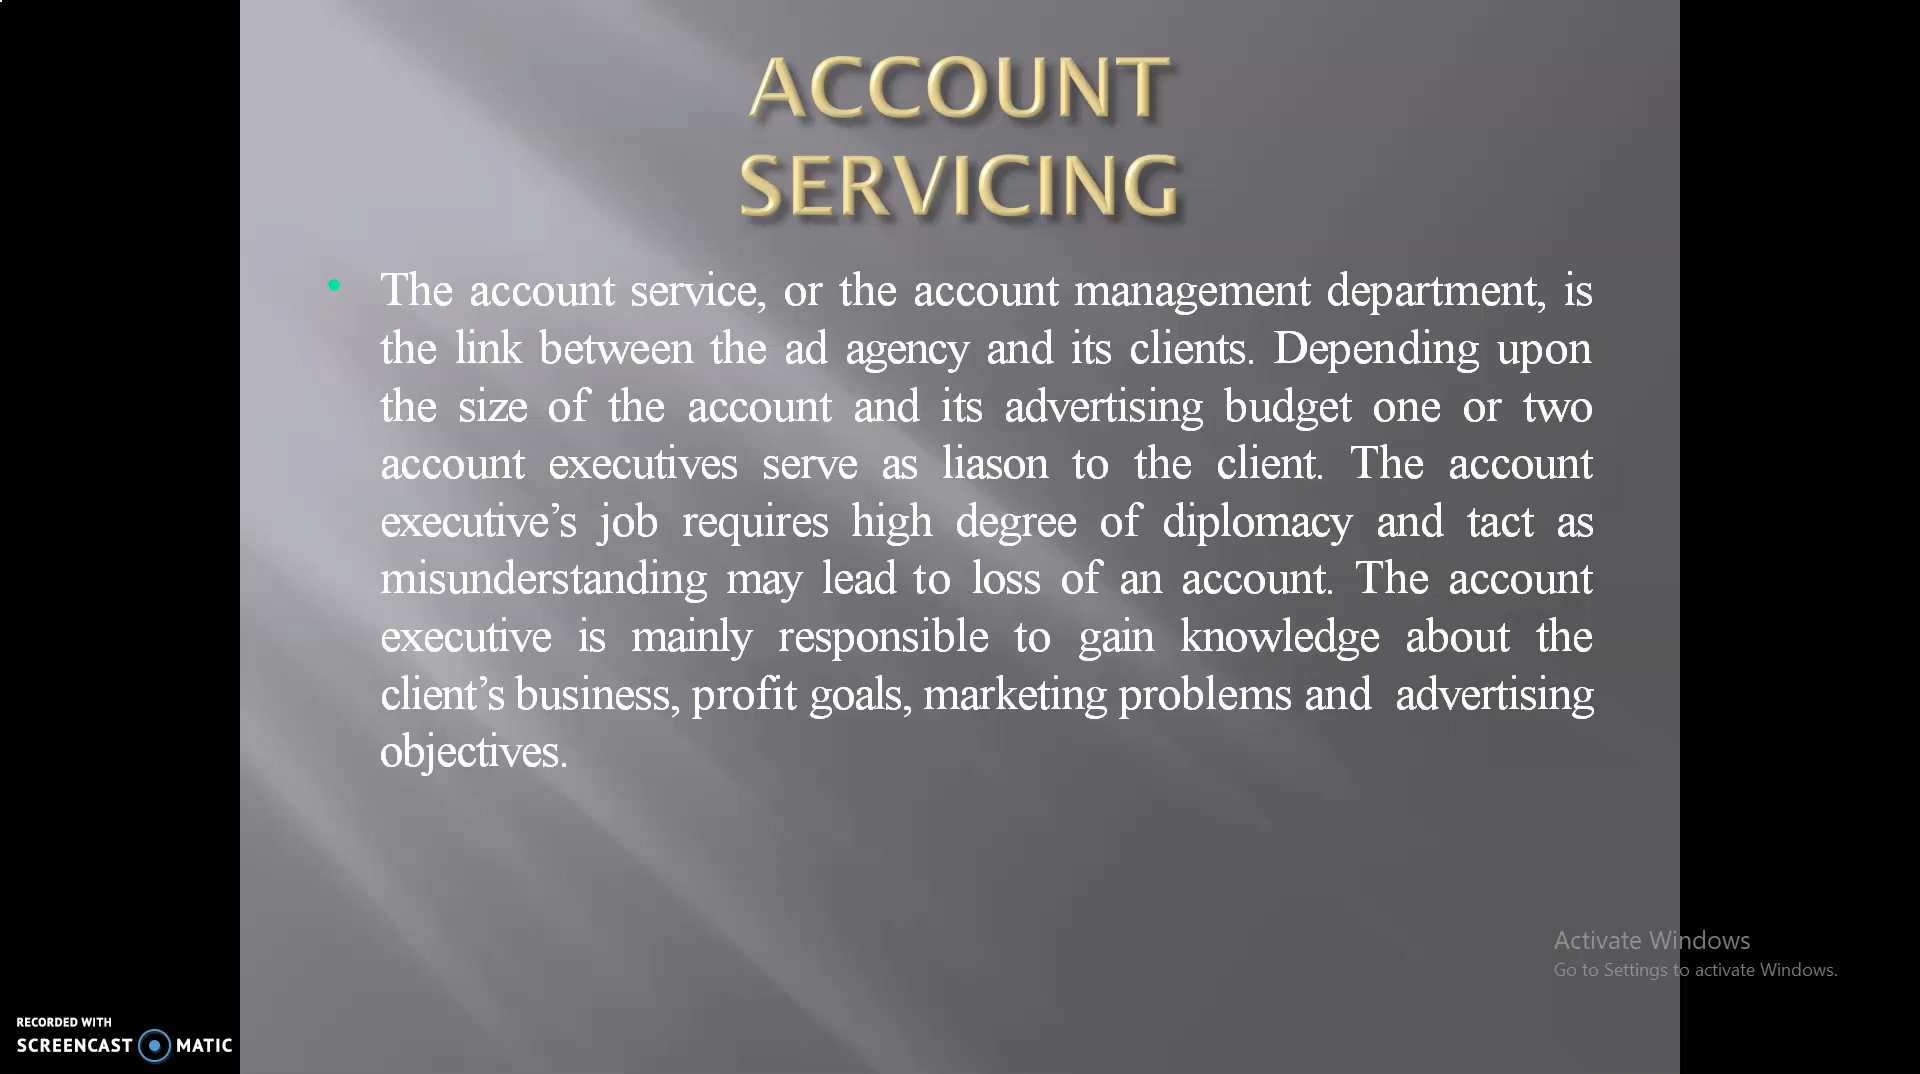 ACCOUNT
SERVICING
• The account service, or the account management department, is
the link between the ad agency and its clients. Depending upon
the size of the account and its advertising budget one or two
account executives serve as liason to the client. The account
executive’s job requires high degree of diplomacy and tact as
misunderstanding may lead to loss of an account. The account
executive is mainly responsible to gain knowledge about the
client’s business, profit goals, marketing problems and advertising
objectives.
Activate Windows
Go to Settings to activate Windows.
RECORDED WITH
SCREENCAST MATIC